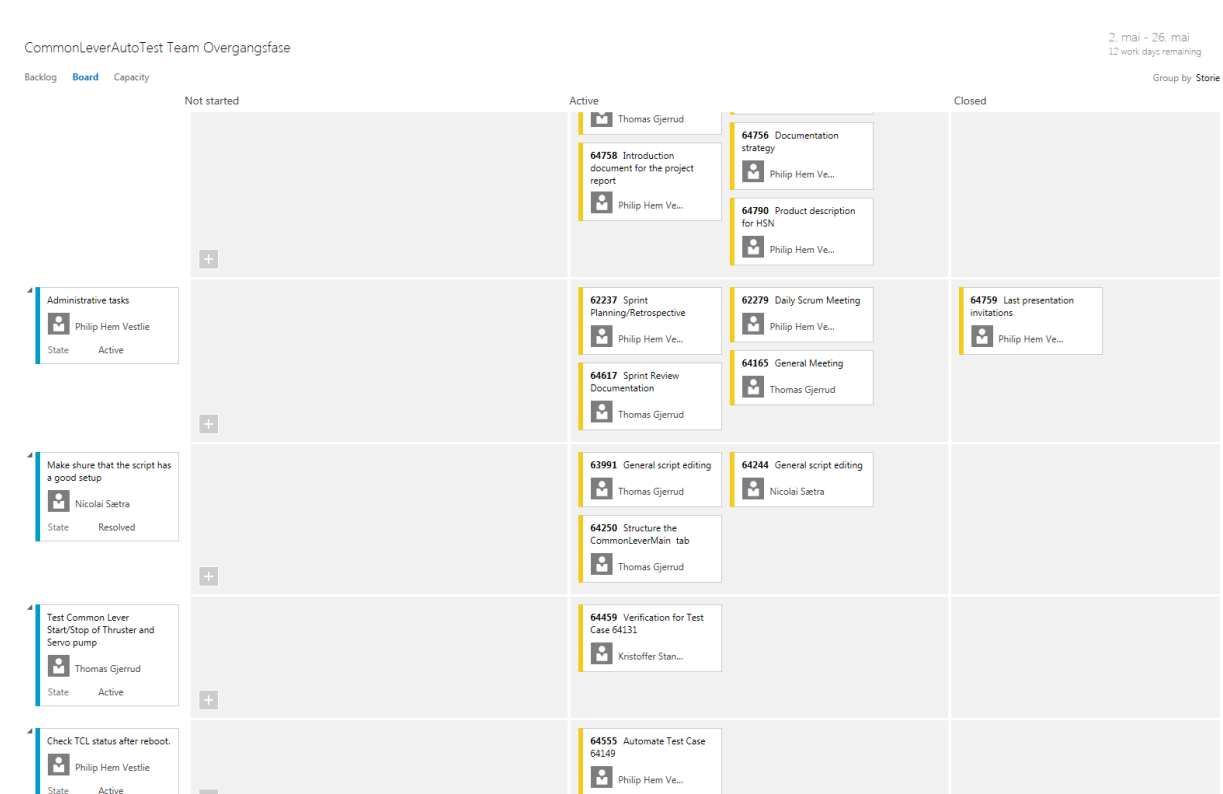 CommonLeverAutoTest Team Overgangsfase
2. mai - 26. mai
12 work days remaining
Backlog Board Capacity
Group by Storie
Not started
Active
Closed
Thomas Gjerrud
64758 Introduction
document for the project
report
Philip Hem Ve...
64756 Documentation
strategy
Philip Hem Ve...
64790 Product description
for HSN
Philip Hem Ve...
Administrative tasks
Philip Hem Vestlie
State Active
62237 Sprint
Planning/Retrospective
Philip Hem Ve...
64617 Sprint Review
Documentation
Thomas Gjerrud
62279 Daily Scrum Meeting
Philip Hem Ve...
64165 General Meeting
Thomas Gjerrud
64759 Last presentation
invitations
Philip Hem Ve...
Make shure that the script has
a good setup
Nicolai Sætra
State Resolved
63991 General script editing
Thomas Gjerrud
64250 Structure the
CommonLeverMain tab
Thomas Gjerrud
64244 General script editing
Nicolai Sætra
Test Common Lever
Start/Stop of Thruster and
Servo pump
Thomas Gjerrud
State Active
64459 Verification for Test
Case 64131
Kristoffer Stan...
Check TCL status after reboot.
Philip Hem Vestlie
State Active
64555 Automate Test Case
64149
Philip Hem Ve...